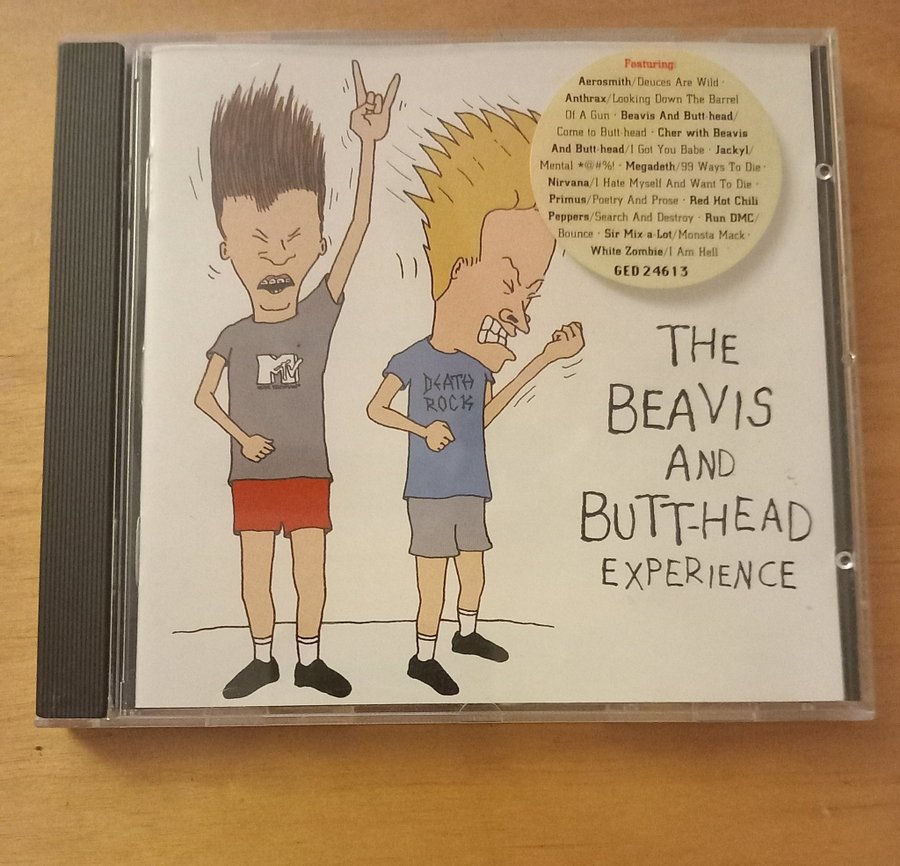 Featuring:
Aerosmith/Deuces Are Wild ·
Anthrax/Looking Down The Barrel
Of A Gun · Beavis And Butt-head/
Come to Butt-head · Cher with Beavis
And Butt-head/I Got You Babe · Jackyl/
Mental *@#%! · Megadeth/99 Ways To Die ·
Nirvana/I Hate Myself And Want To Die ·
Primus/Poetry And Prose · Red Hot Chili
Peppers/Search And Destroy · Run DMC/
Bounce · Sir Mix-a-Lot/Monsta Mack ·
White Zombie/I Am Hell
GED 24613
MTV
MUSIC TELEVISION
DEATH
ROCK
THE
BEAVIS
AND
BUTT-HEAD
EXPERIENCE